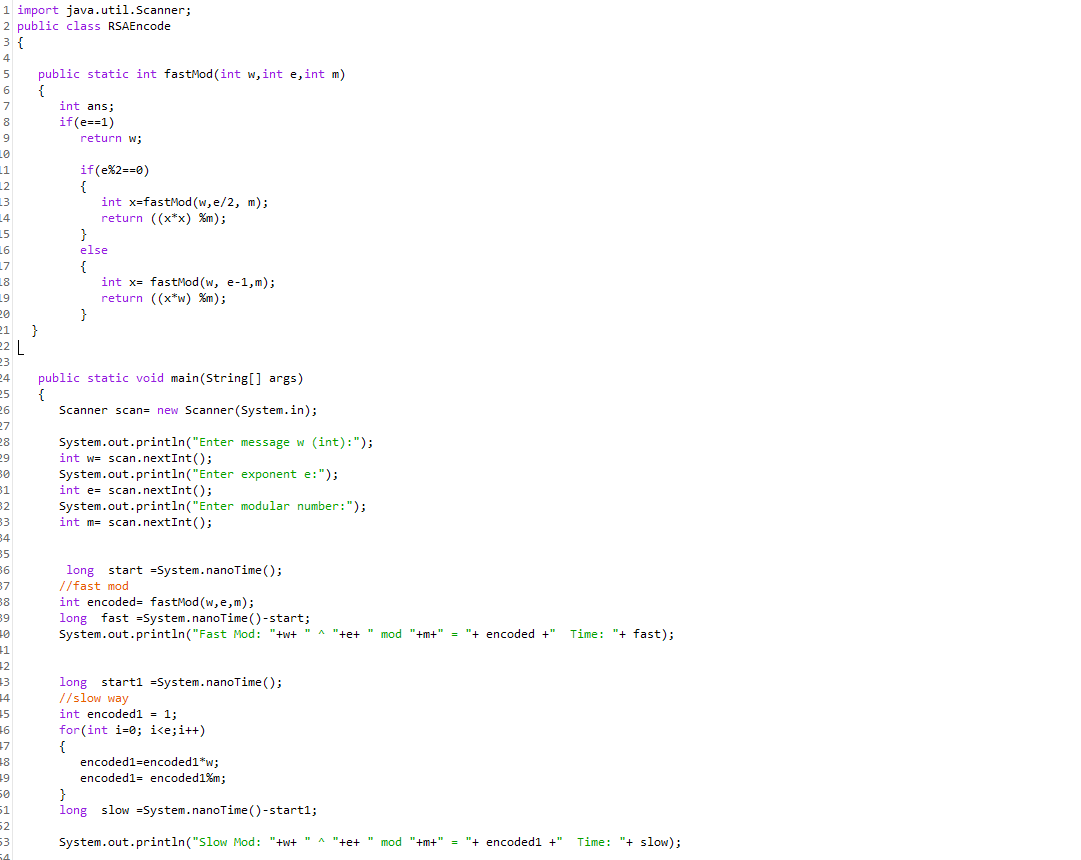 1 import java.util.Scanner;
2 public class RSAEncode
3 {
4
5 public static int fastMod(int w,int e,int m)
6 {
7 int ans;
8 if(e==1)
9 return w;
10
11 if(e%2==0)
12 {
13 int x=fastMod(w,e/2, m);
14 return ((x*x) %m);
15 }
16 else
17 {
18 int x= fastMod(w, e-1,m);
19 return ((x*w) %m);
20 }
21 }
22
23
24 public static void main(String[] args)
25 {
26 Scanner scan= new Scanner(System.in);
27
28 System.out.println("Enter message w (int):");
29 int w= scan.nextInt();
30 System.out.println("Enter exponent e:");
31 int e= scan.nextInt();
32 System.out.println("Enter modular number:");
33 int m= scan.nextInt();
34
35
36 long  start =System.nanoTime();
37 //fast mod
38 int encoded= fastMod(w,e,m);
39 long  fast =System.nanoTime()-start;
40 System.out.println("Fast Mod: "+w+ " ^ "+e+ " mod "+m+" = "+ encoded +"  Time: "+ fast);
41
42
43 long  start1 =System.nanoTime();
44 //slow way
45 int encoded1 = 1;
46 for(int i=0; i<e;i++)
47 {
48 encoded1=encoded1*w;
49 encoded1= encoded1%m;
50 }
51 long  slow =System.nanoTime()-start1;
52
53 System.out.println("Slow Mod: "+w+ " ^ "+e+ " mod "+m+" = "+ encoded1 +"  Time: "+ slow);
54